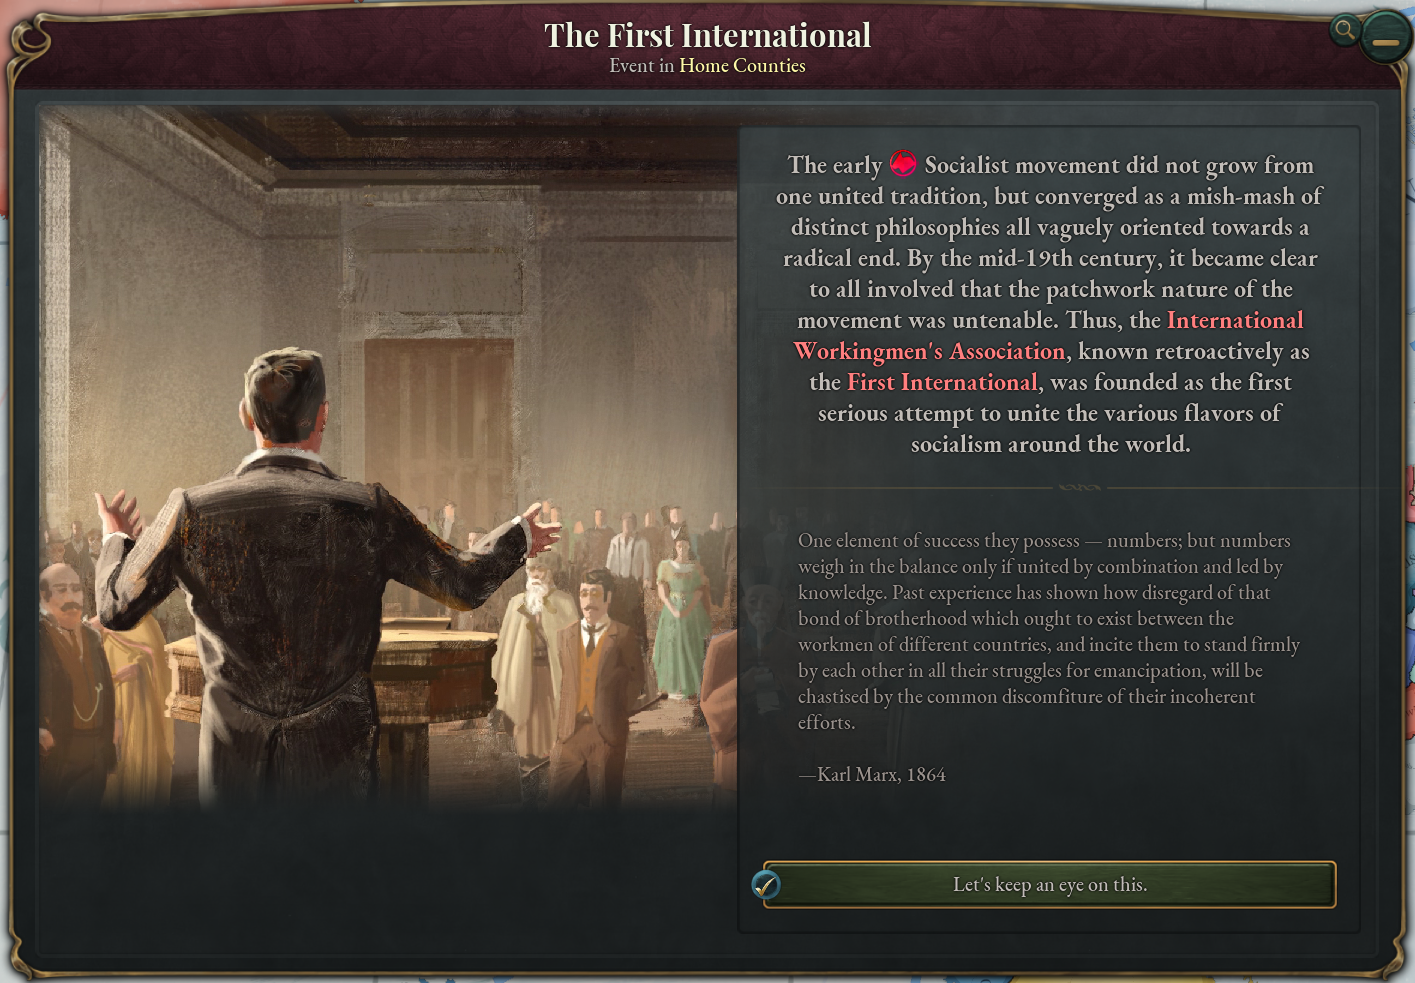 The First International
Event in Home Counties
The early Socialist movement did not grow from
one united tradition, but converged as a mish-mash of
distinct philosophies all vaguely oriented towards a
radical end. By the mid-19th century, it became clear
to all involved that the patchwork nature of the
movement was untenable. Thus, the International
Workingmen's Association, known retroactively as
the First International, was founded as the first
serious attempt to unite the various flavors of
socialism around the world.
One element of success they possess — numbers; but numbers
weigh in the balance only if united by combination and led by
knowledge. Past experience has shown how disregard of that
bond of brotherhood which ought to exist between the
workmen of different countries, and incite them to stand firmly
by each other in all their struggles for emancipation, will be
chastised by the common discomfiture of their incoherent
efforts.
—Karl Marx, 1864
Let's keep an eye on this.